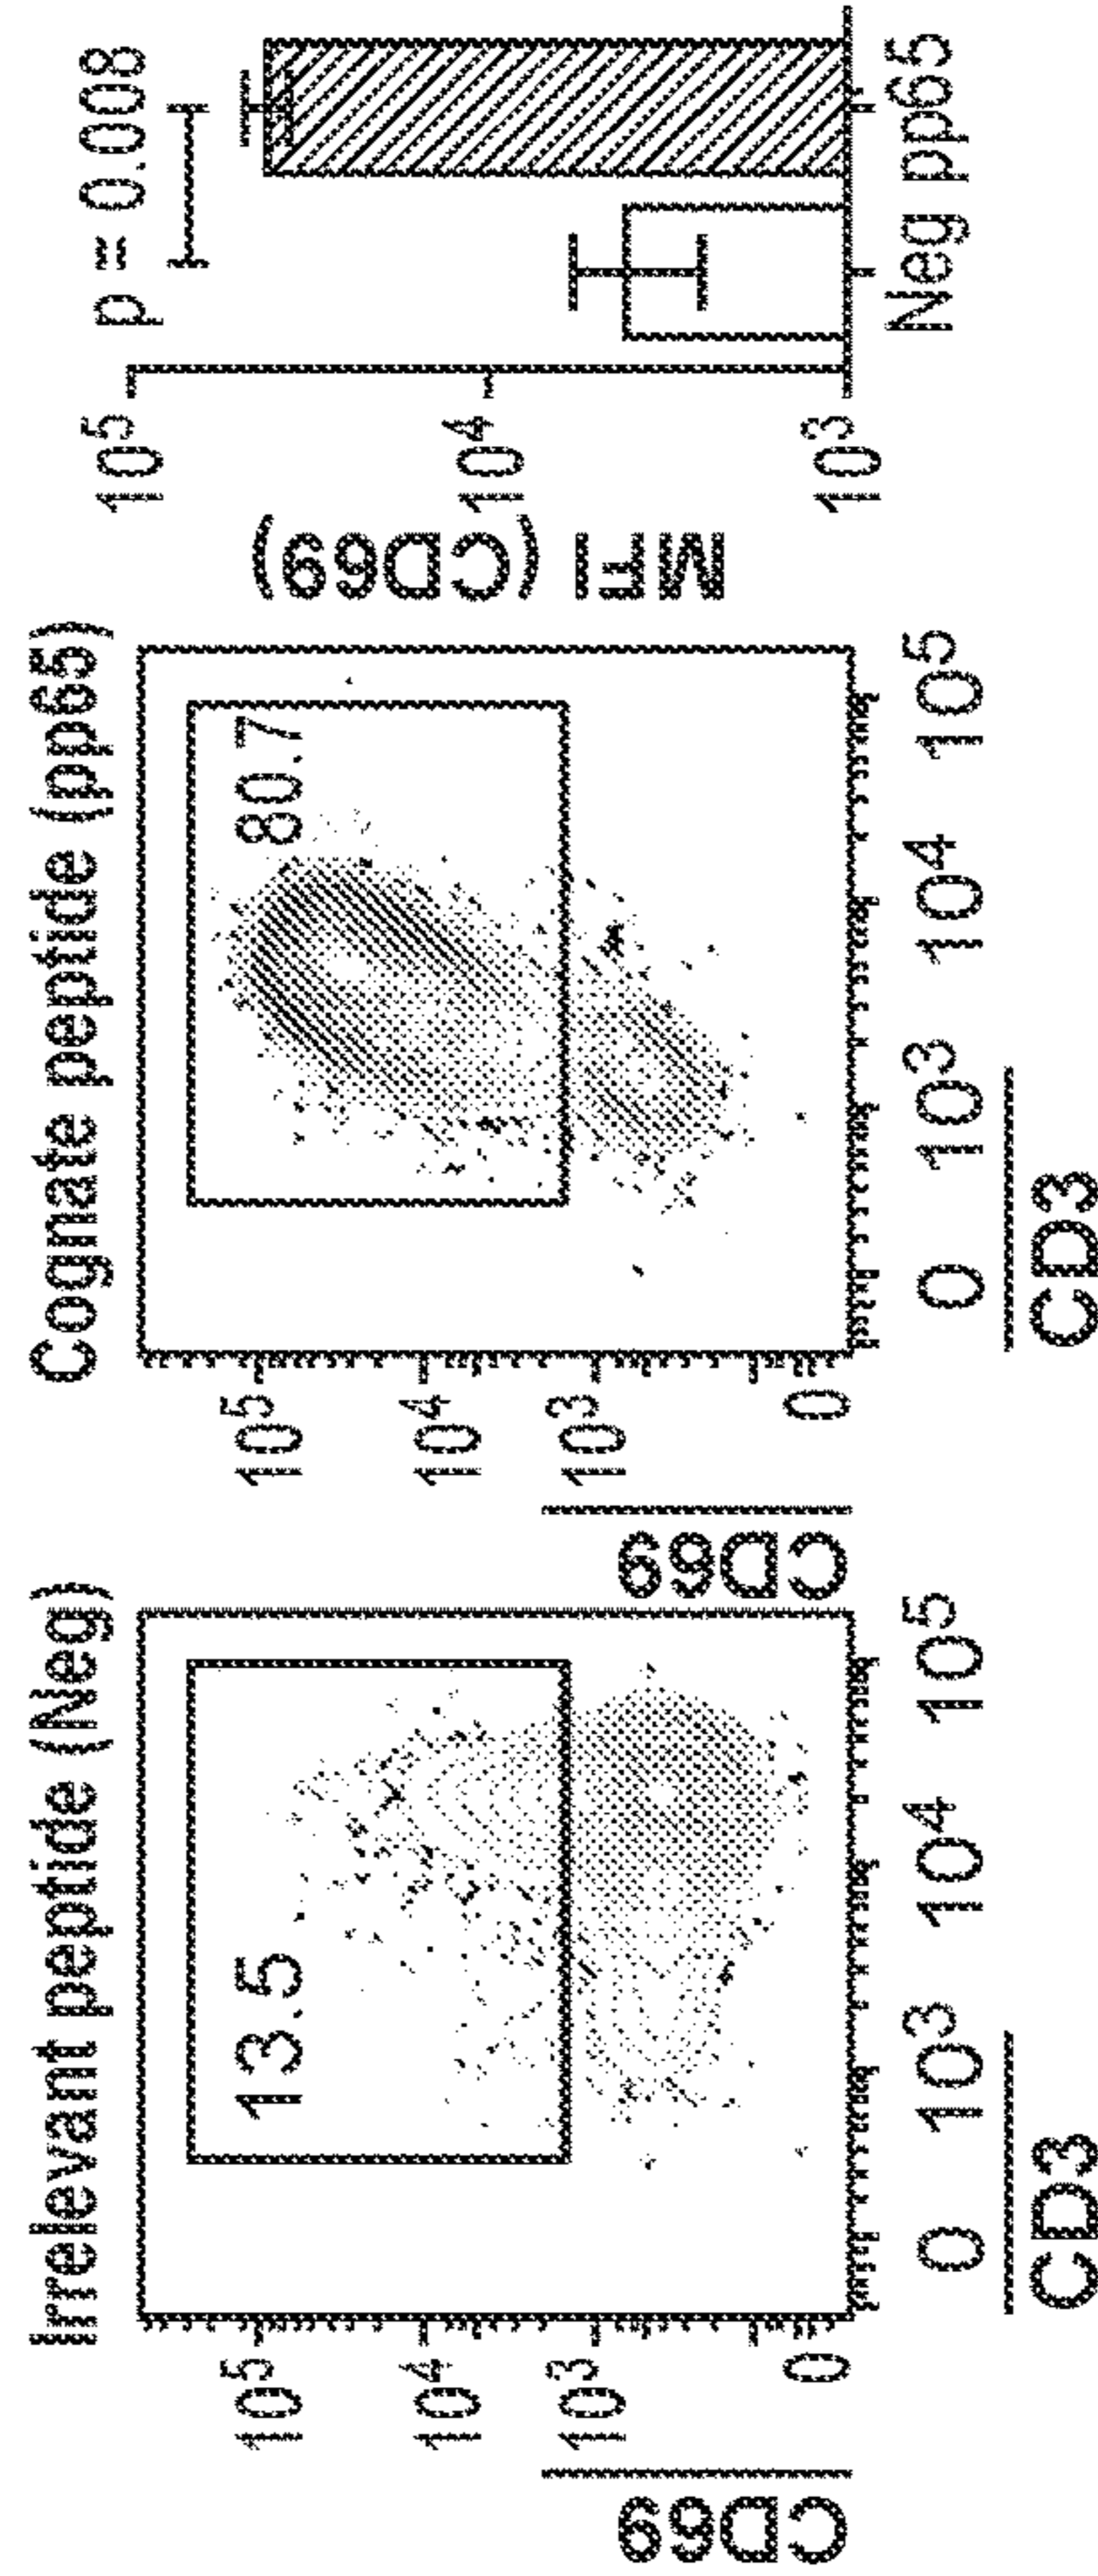 Irrelevant peptide (Neg)
13.5
CD69
10⁵
10⁴
10³
0
0 10³ 10⁴ 10⁵
CD3
Cognate peptide (pp65)
80.7
CD69
10⁵
10⁴
10³
0
0 10³ 10⁴ 10⁵
CD3
p = 0.008
MFI (CD69)
10⁵
10⁴
10³
Neg pp65